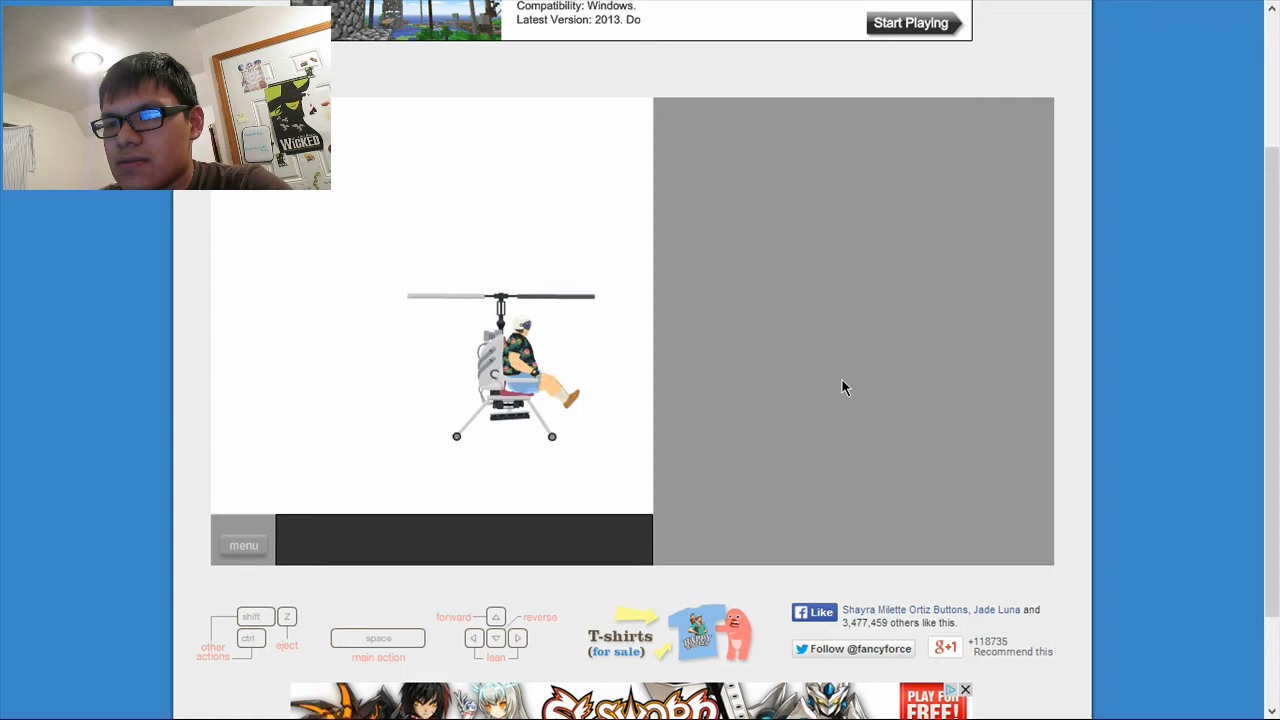 Compatibility: Windows.
Latest Version: 2013. Do
Start Playing
WICKED
menu
shift
Z
ctrl
other
actions
eject
space
main action
forward
reverse
lean
T-shirts
(for sale)
Like
Shayra Milette Ortiz Buttons, Jade Luna and
3,477,459 others like this.
Follow @fancyforce
+1
+118735
Recommend this
PLAY FOR
FREE!